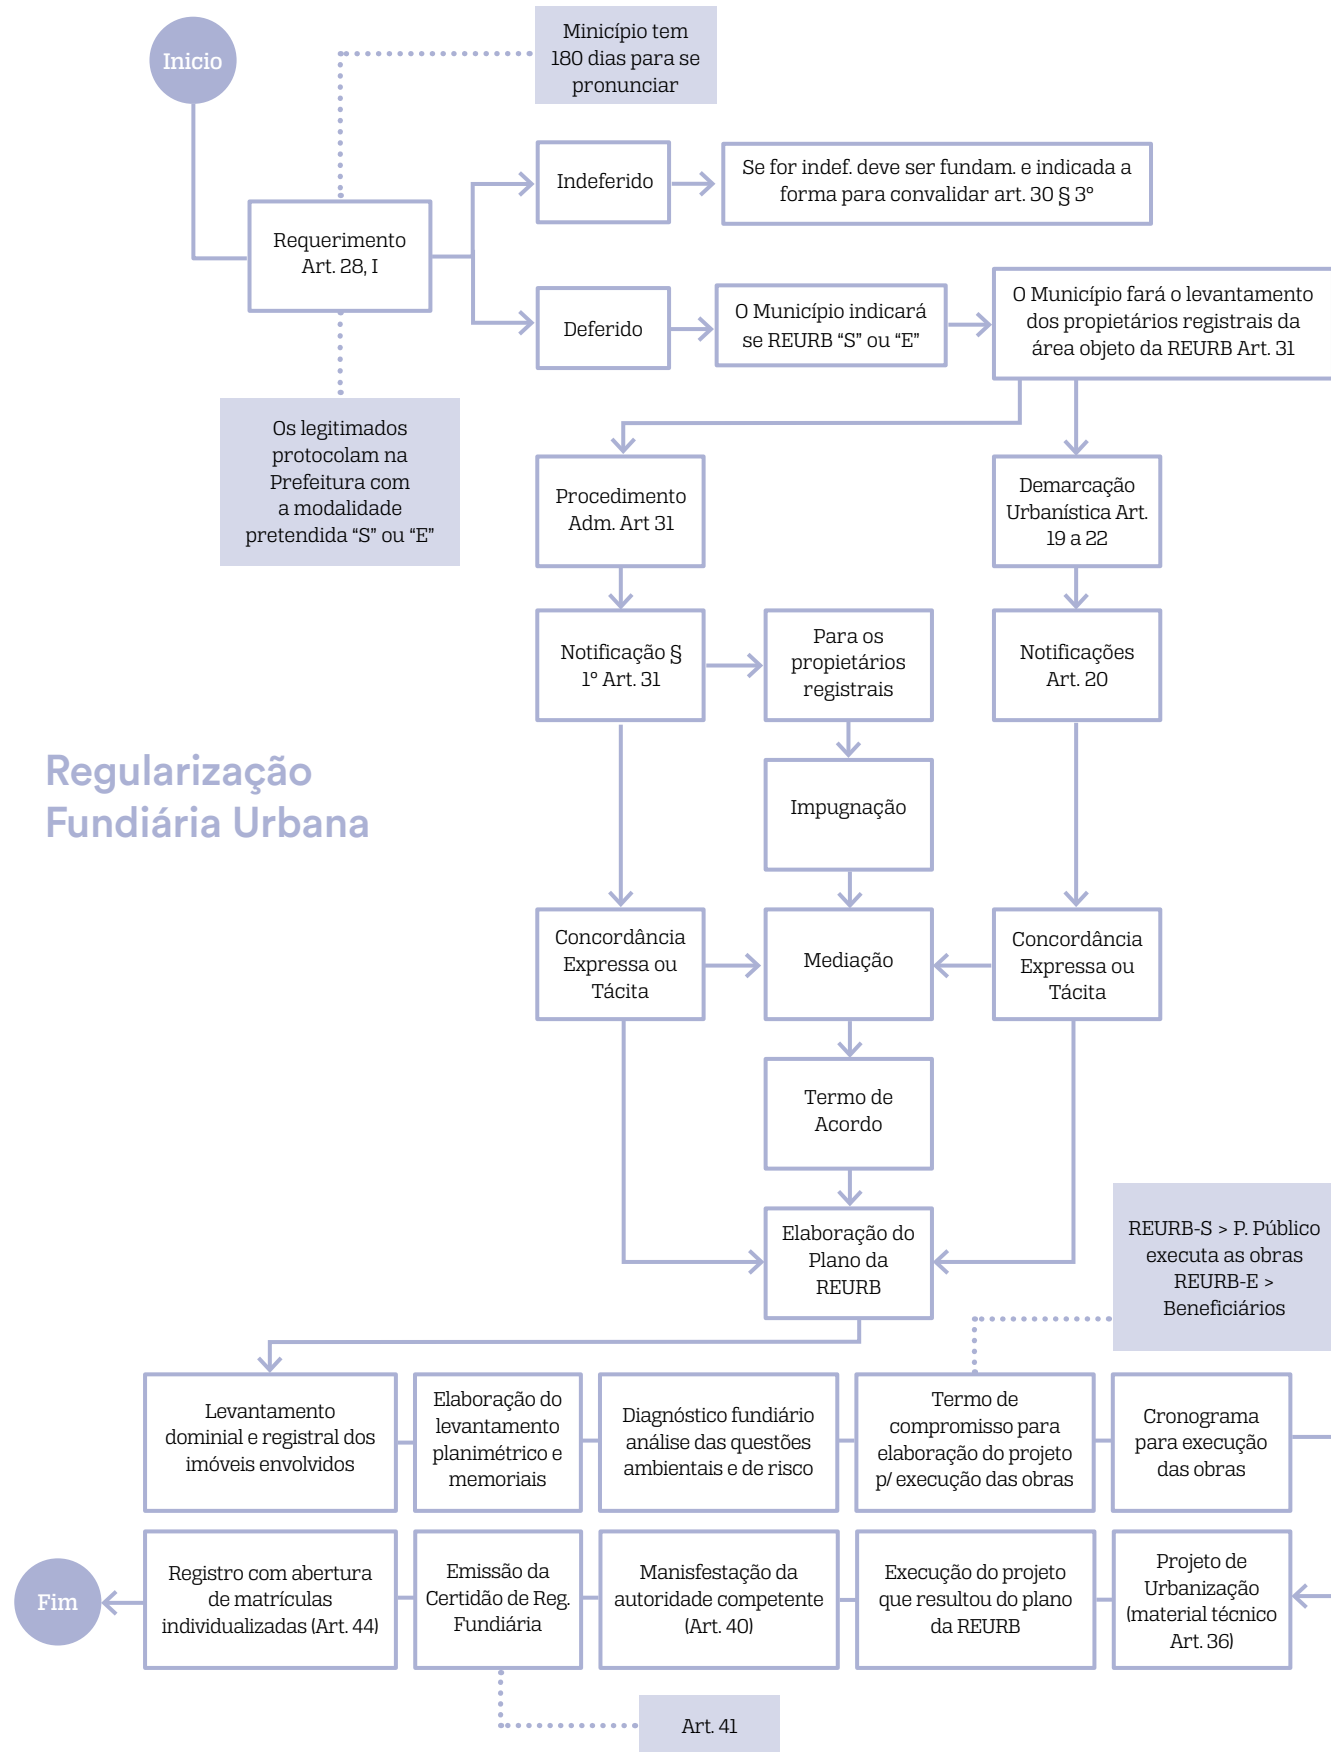 Inicio
Minicípio tem
180 dias para se
pronunciar
Indeferido
Se for indef. deve ser fundam. e indicada a
forma para convalidar art. 30 § 3º
Requerimento
Art. 28, I
Deferido
O Município indicará
se REURB “S” ou “E”
O Município fará o levantamento
dos propietários registrais da
área objeto da REURB Art. 31
Os legitimados
protocolam na
Prefeitura com
a modalidade
pretendida “S” ou “E”
Procedimento
Adm. Art 31
Demarcação
Urbanística Art.
19 a 22
Notificação §
1º Art. 31
Para os
propietários
registrais
Notificações
Art. 20
Regularização
Fundiária Urbana
Impugnação
Concordância
Expressa ou
Tácita
Mediação
Concordância
Expressa ou
Tácita
Termo de
Acordo
Elaboração do
Plano da
REURB
REURB-S > P. Público
executa as obras
REURB-E >
Beneficiários
Levantamento
dominial e registral dos
imóveis envolvidos
Elaboração do
levantamento
planimétrico e
memoriais
Diagnóstico fundiário
análise das questões
ambientais e de risco
Termo de
compromisso para
elaboração do projeto
p/ execução das obras
Cronograma
para execução
das obras
Fim
Registro com abertura
de matrículas
individualizadas (Art. 44)
Emissão da
Certidão de Reg.
Fundiária
Manisfestação da
autoridade competente
(Art. 40)
Execução do projeto
que resultou do plano
da REURB
Projeto de
Urbanização
(material técnico
Art. 36)
Art. 41